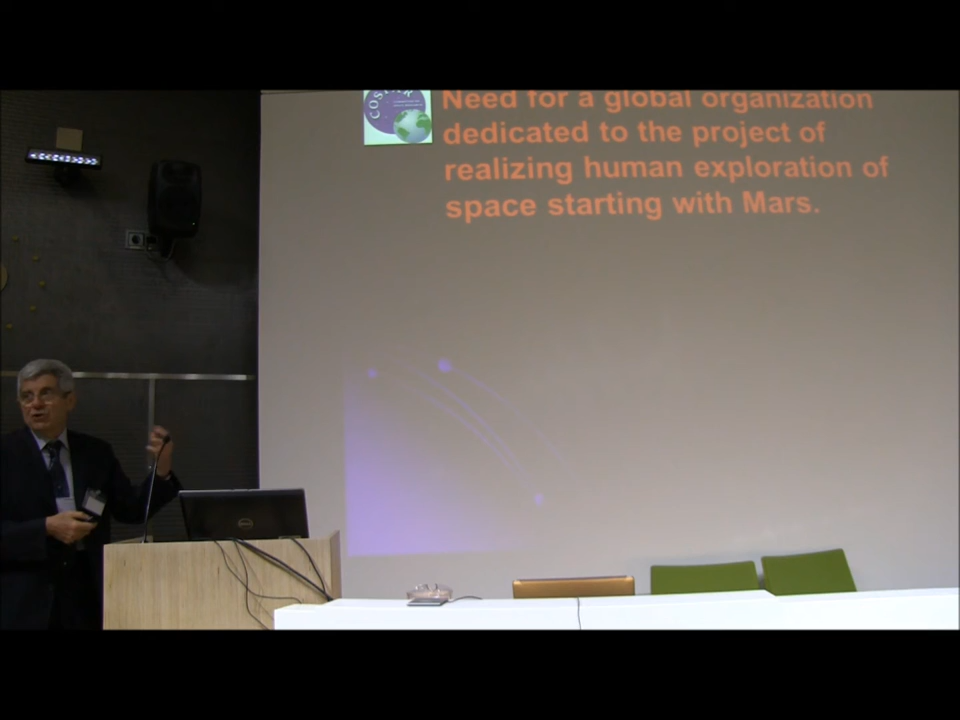 Need for a global organization
dedicated to the project of
realizing human exploration of
space starting with Mars.